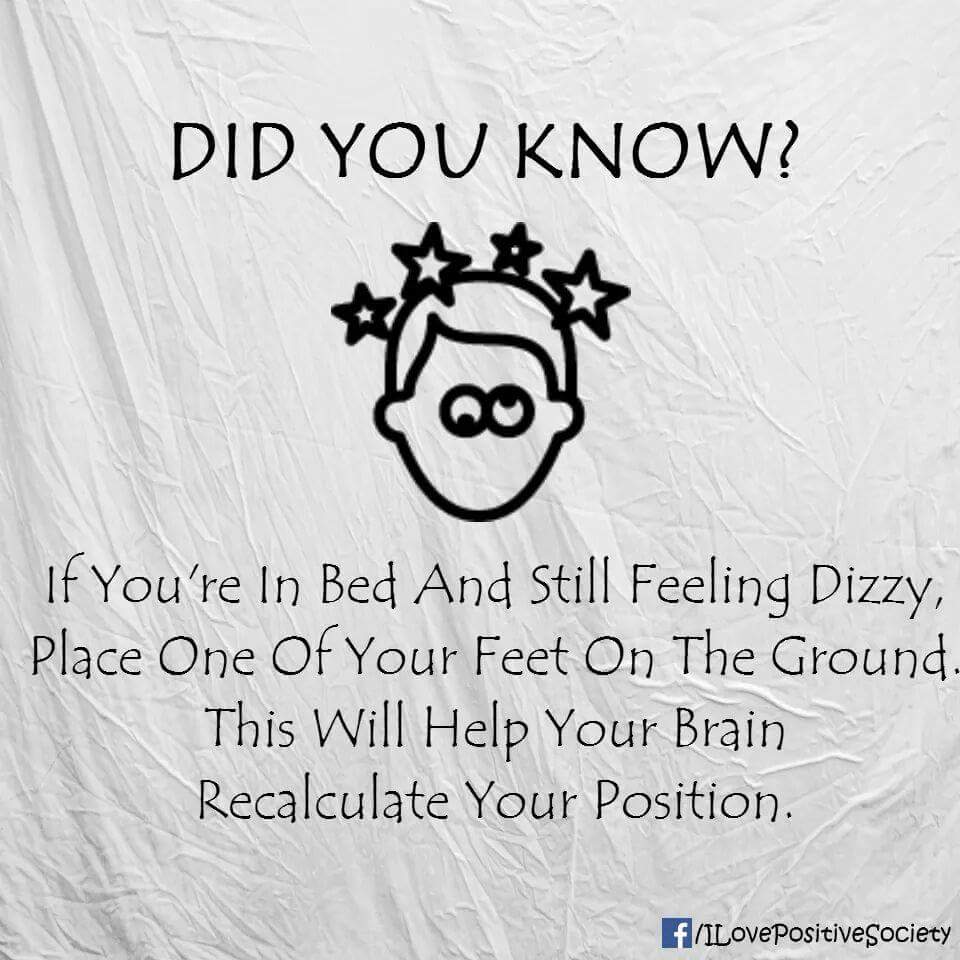 DID YOU KNOW?
If You're In Bed And Still Feeling Dizzy,
Place One Of Your Feet On The Ground.
This Will Help Your Brain
Recalculate Your Position.
f/ILovePositiveSociety